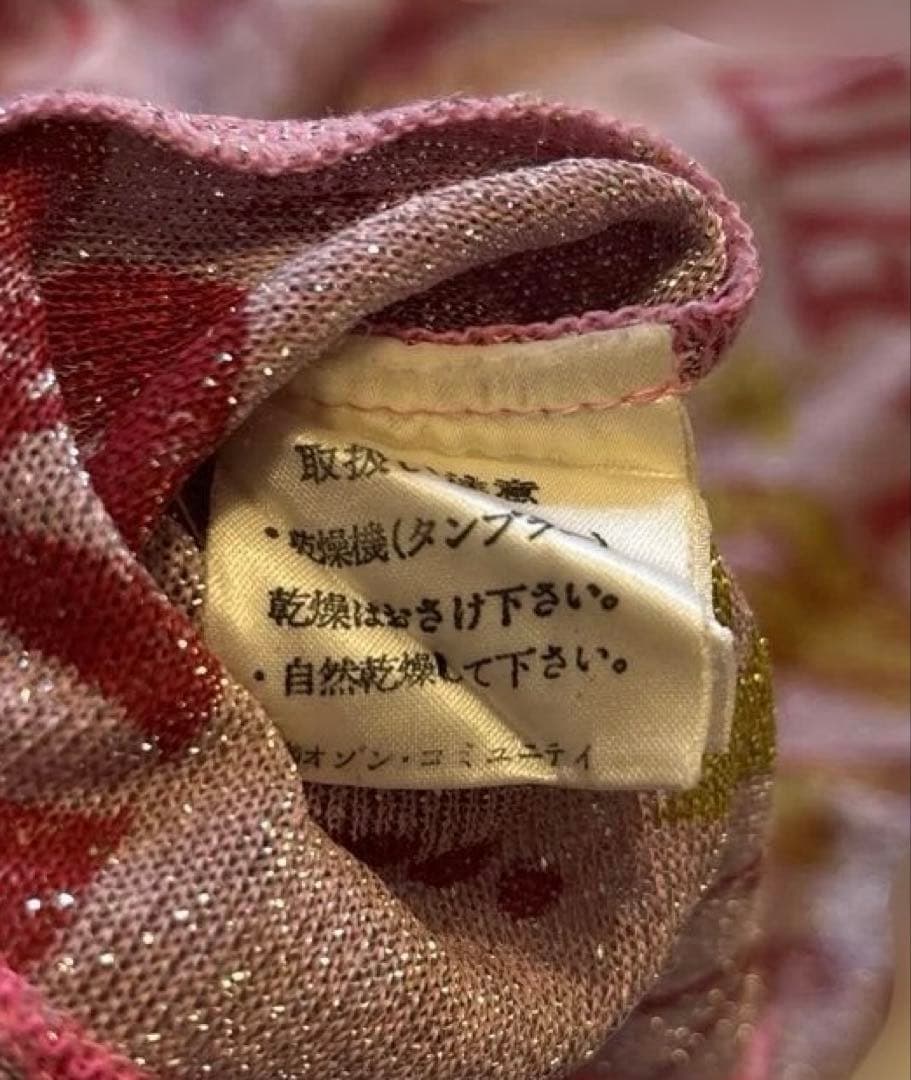 取扱い注意
・乾燥機(タンブラー)
乾燥はおさけ下さい。
・自然乾燥して下さい。
オゾン・コミュニティ